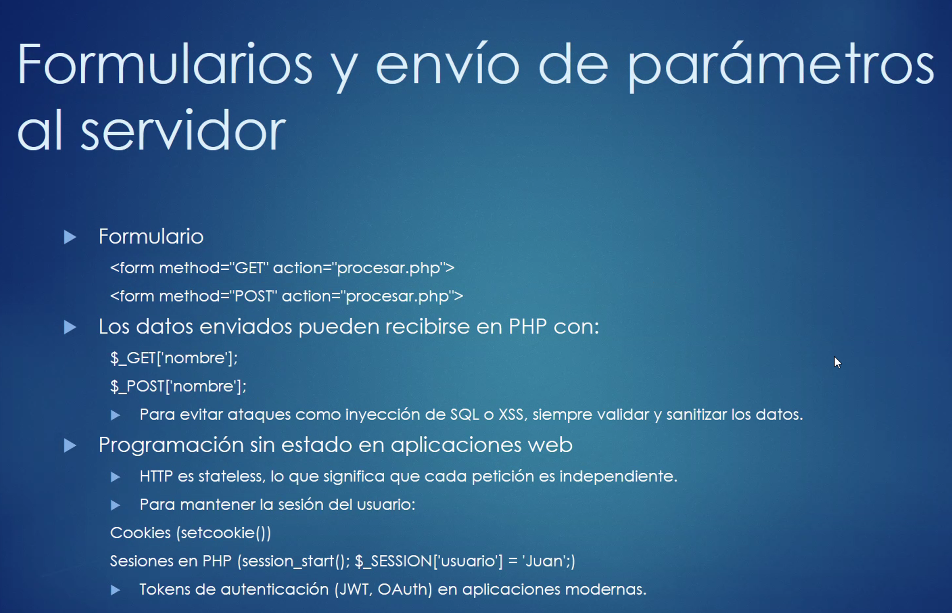 Formularios y envío de parámetros
al servidor
Formulario
<form method="GET" action="procesar.php">
<form method="POST" action="procesar.php">
Los datos enviados pueden recibirse en PHP con:
$_GET['nombre'];
$_POST['nombre'];
Para evitar ataques como inyección de SQL o XSS, siempre validar y sanitizar los datos.
Programación sin estado en aplicaciones web
HTTP es stateless, lo que significa que cada petición es independiente.
Para mantener la sesión del usuario:
Cookies (setcookie())
Sesiones en PHP (session_start(); $_SESSION['usuario'] = 'Juan';)
Tokens de autenticación (JWT, OAuth) en aplicaciones modernas.